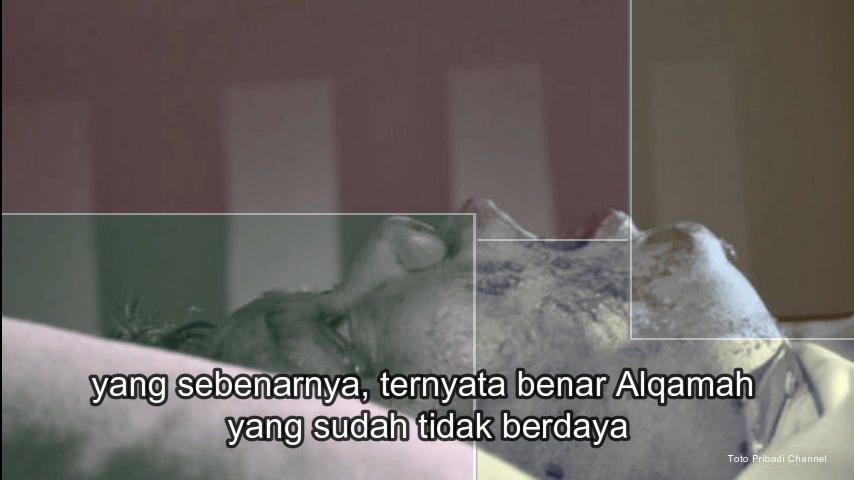 yang sebenarnya, ternyata benar Alqamah
yang sudah tidak berdaya
Toto Pribadi Channel